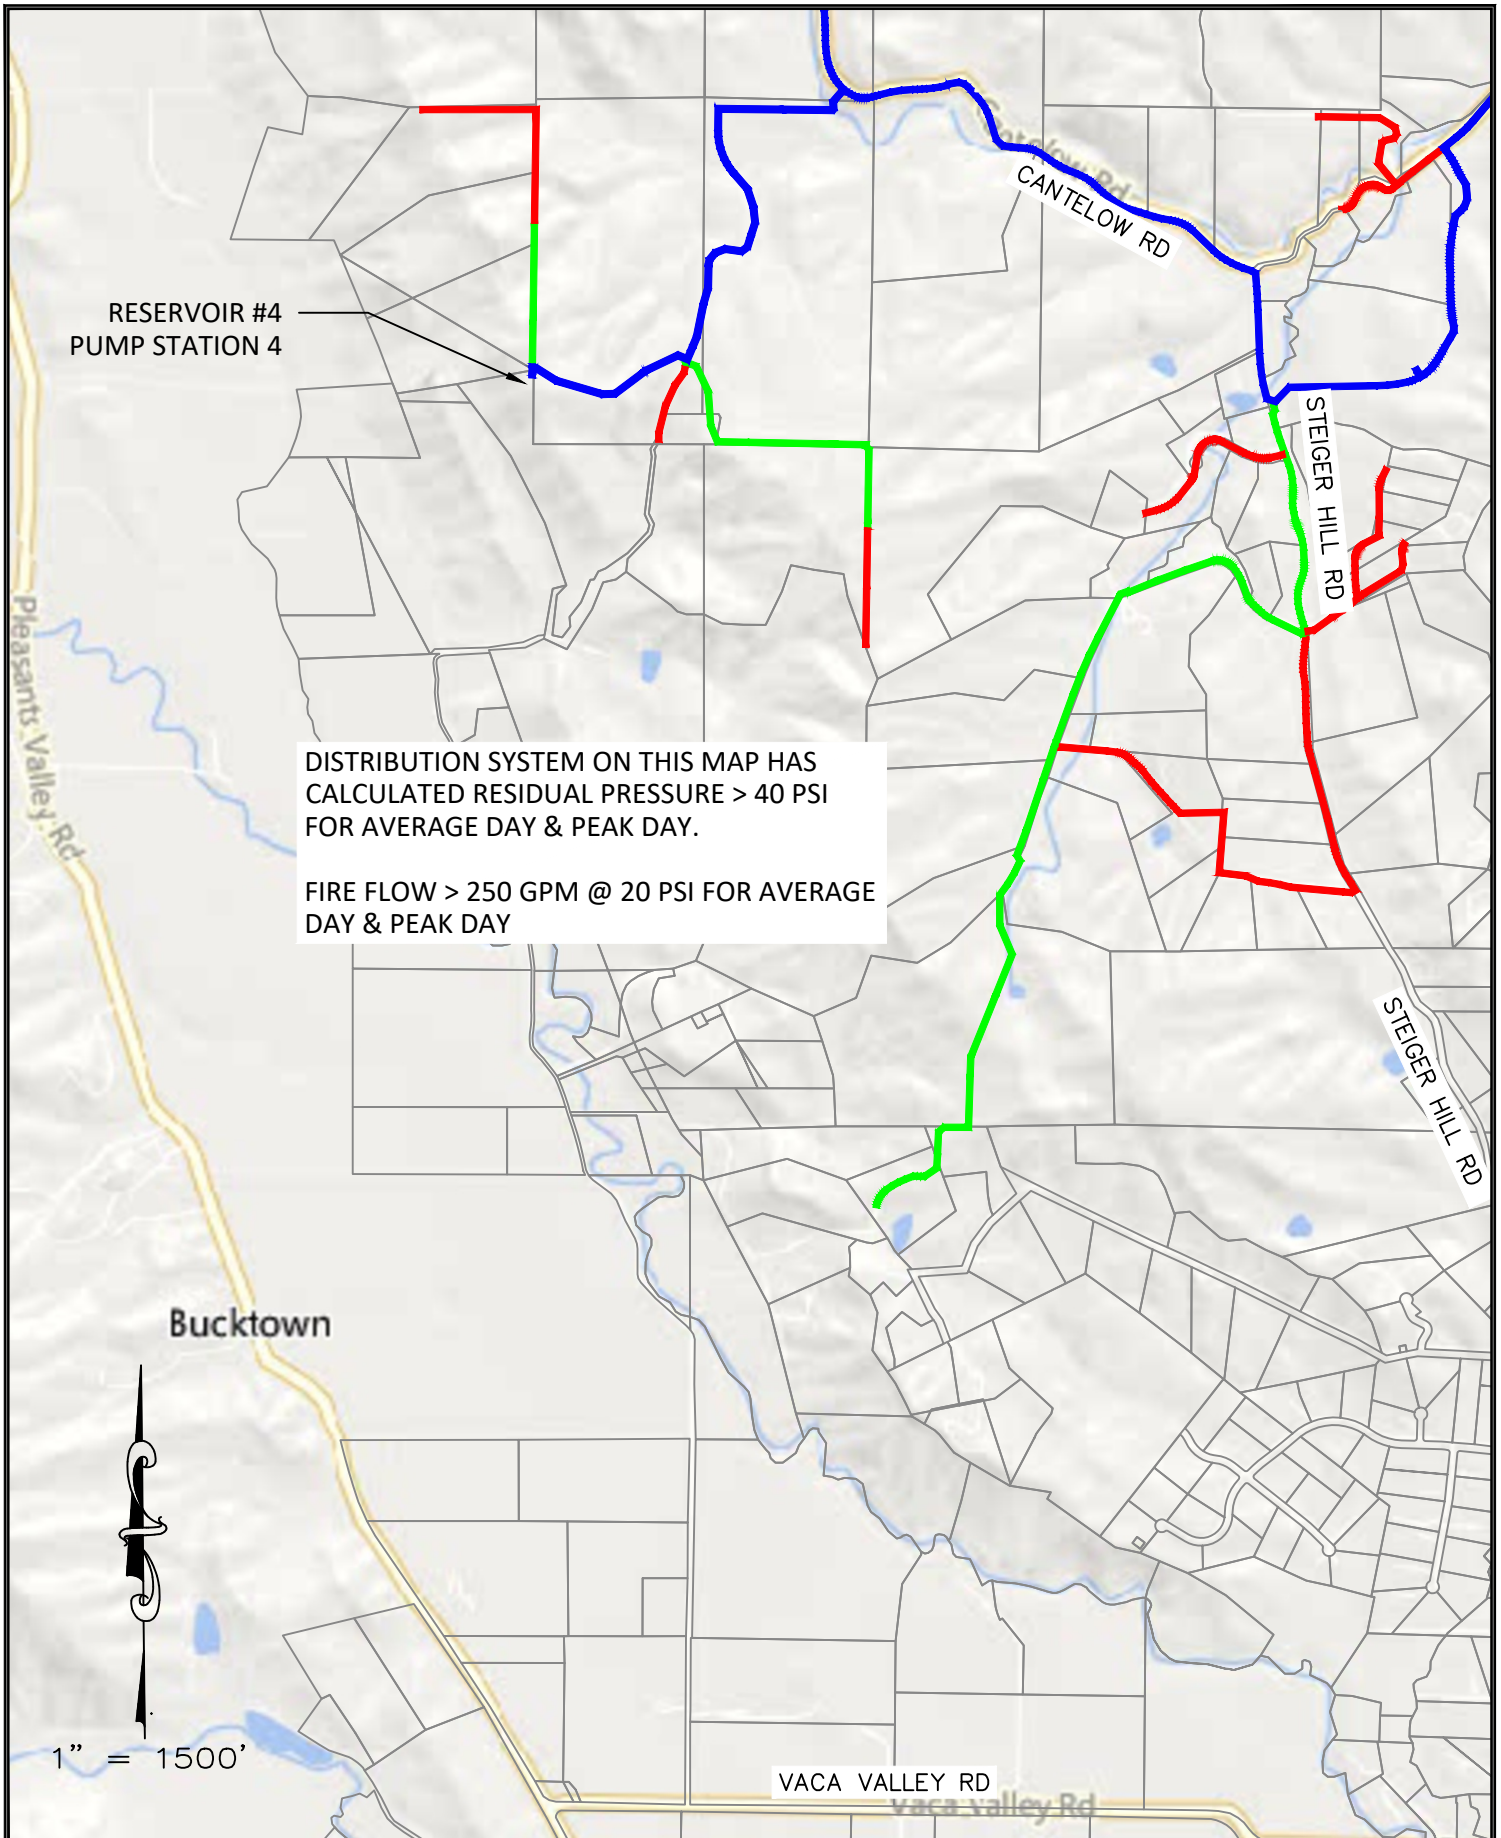 Cantelow Rd
CANTELOW RD
RESERVOIR #4
PUMP STATION 4
STEIGER HILL RD
Pleasants Valley Rd
DISTRIBUTION SYSTEM ON THIS MAP HAS
CALCULATED RESIDUAL PRESSURE > 40 PSI
FOR AVERAGE DAY & PEAK DAY.
FIRE FLOW > 250 GPM @ 20 PSI FOR AVERAGE
DAY & PEAK DAY
STEIGER HILL RD
Bucktown
1" = 1500'
VACA VALLEY RD
Vaca Valley Rd